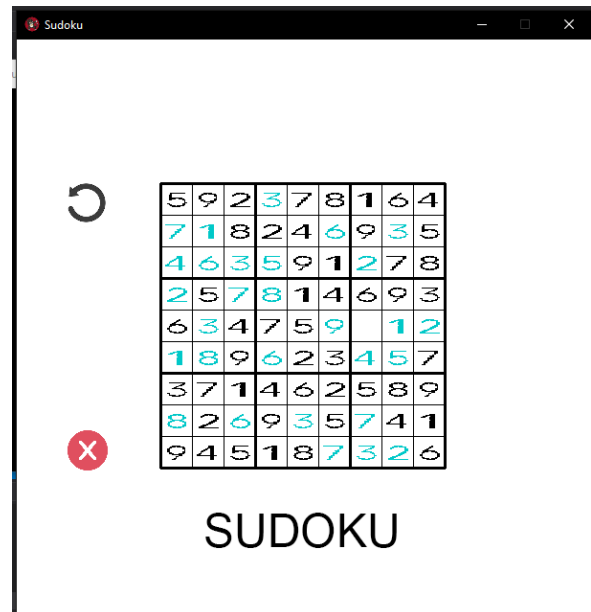 Sudoku
5 9 2 3 7 8 1 6 4
7 1 8 2 4 6 9 3 5
4 6 3 5 9 1 2 7 8
2 5 7 8 1 4 6 9 3
6 3 4 7 5 9 1 2
1 8 9 6 2 3 4 5 7
3 7 1 4 6 2 5 8 9
8 2 6 9 3 5 7 4 1
9 4 5 1 8 7 3 2 6
SUDOKU